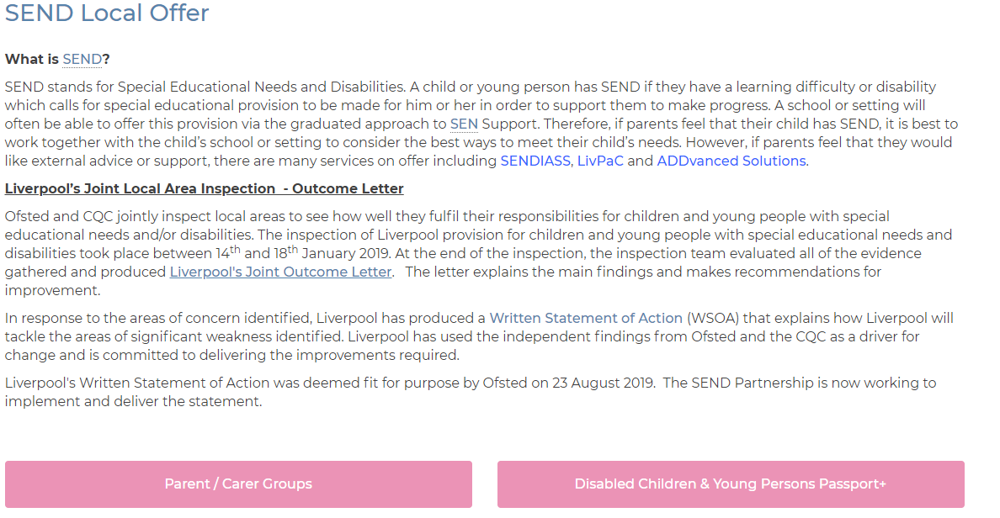 SEND Local Offer
What is SEND?
SEND stands for Special Educational Needs and Disabilities. A child or young person has SEND if they have a learning difficulty or disability
which calls for special educational provision to be made for him or her in order to support them to make progress. A school or setting will
often be able to offer this provision via the graduated approach to SEN Support. Therefore, if parents feel that their child has SEND, it is best to
work together with the child’s school or setting to consider the best ways to meet their child’s needs. However, if parents feel that they would
like external advice or support, there are many services on offer including SENDIASS, LivPaC and ADDvanced Solutions.
Liverpool’s Joint Local Area Inspection  - Outcome Letter
Ofsted and CQC jointly inspect local areas to see how well they fulfil their responsibilities for children and young people with special
educational needs and/or disabilities. The inspection of Liverpool provision for children and young people with special educational needs and
disabilities took place between 14th and 18th January 2019. At the end of the inspection, the inspection team evaluated all of the evidence
gathered and produced Liverpool's Joint Outcome Letter.   The letter explains the main findings and makes recommendations for
improvement.
In response to the areas of concern identified, Liverpool has produced a Written Statement of Action (WSOA) that explains how Liverpool will
tackle the areas of significant weakness identified. Liverpool has used the independent findings from Ofsted and the CQC as a driver for
change and is committed to delivering the improvements required.
Liverpool's Written Statement of Action was deemed fit for purpose by Ofsted on 23 August 2019.  The SEND Partnership is now working to
implement and deliver the statement.
Parent / Carer Groups
Disabled Children & Young Persons Passport+